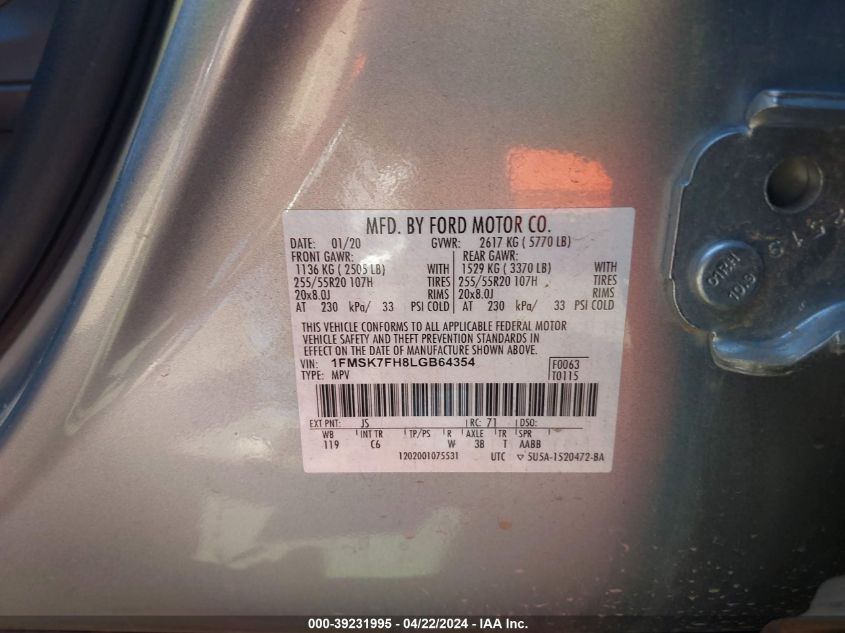 MFD. BY FORD MOTOR CO.
DATE: 01/20 GVWR: 2617 KG ( 5770 LB)
FRONT GAWR: REAR GAWR:
1136 KG ( 2505 LB) WITH 1529 KG ( 3370 LB) WITH
255/55R20 107H TIRES 255/55R20 107H TIRES
20x8.0J RIMS 20x8.0J RIMS
AT 230 kPa/ 33 PSI COLD AT 230 kPa/ 33 PSI COLD
THIS VEHICLE CONFORMS TO ALL APPLICABLE FEDERAL MOTOR
VEHICLE SAFETY AND THEFT PREVENTION STANDARDS IN
EFFECT ON THE DATE OF MANUFACTURE SHOWN ABOVE.
VIN: 1FMSK7FH8LGB64354 F0063
TYPE: MPV T0115
EXT PNT: JS RC: 71 DSO:
WB INT TR TP/PS R AXLE TR SPR
119 C6 W 3B T AABB
1202001075531 UTC ▽ 5U5A-1520472-BA
000-39231995 - 04/22/2024 - IAA Inc.